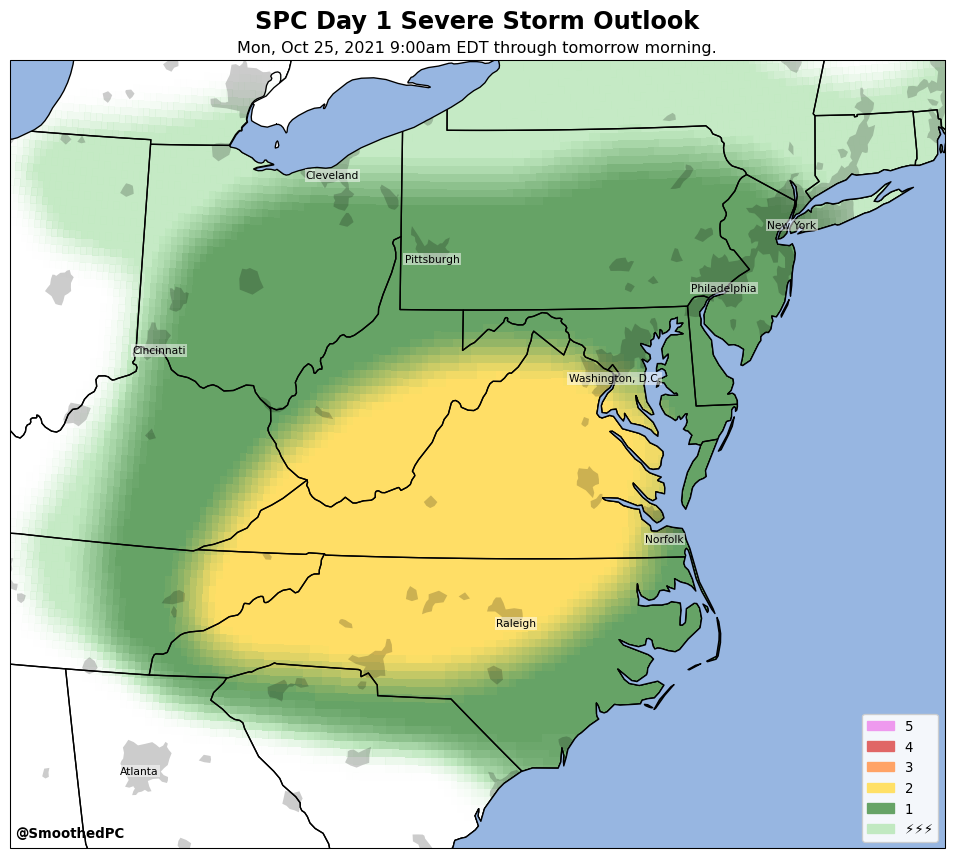 SPC Day 1 Severe Storm Outlook
Mon, Oct 25, 2021 9:00am EDT through tomorrow morning.
Cleveland
New York
Pittsburgh
Philadelphia
Cincinnati
Washington, D.C.
Norfolk
Raleigh
Atlanta
5
4
3
2
1
⚡⚡⚡
@SmoothedPC